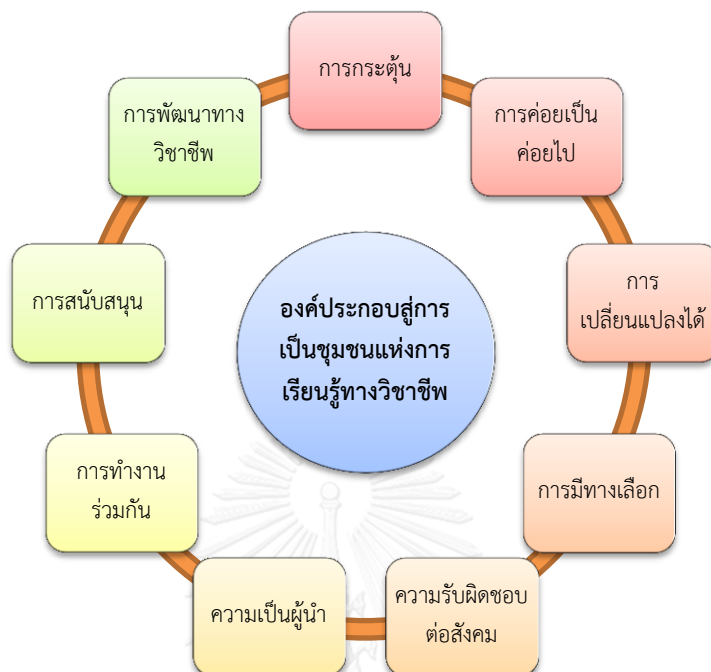 การกระตุ้น
การค่อยเป็น
ค่อยไป
การ
เปลี่ยนแปลงได้
การมีทางเลือก
ความรับผิดชอบ
ต่อสังคม
ความเป็นผู้นำ
การทำงาน
ร่วมกัน
การสนับสนุน
การพัฒนาทาง
วิชาชีพ
องค์ประกอบสู่การ
เป็นชุมชนแห่งการ
เรียนรู้ทางวิชาชีพ